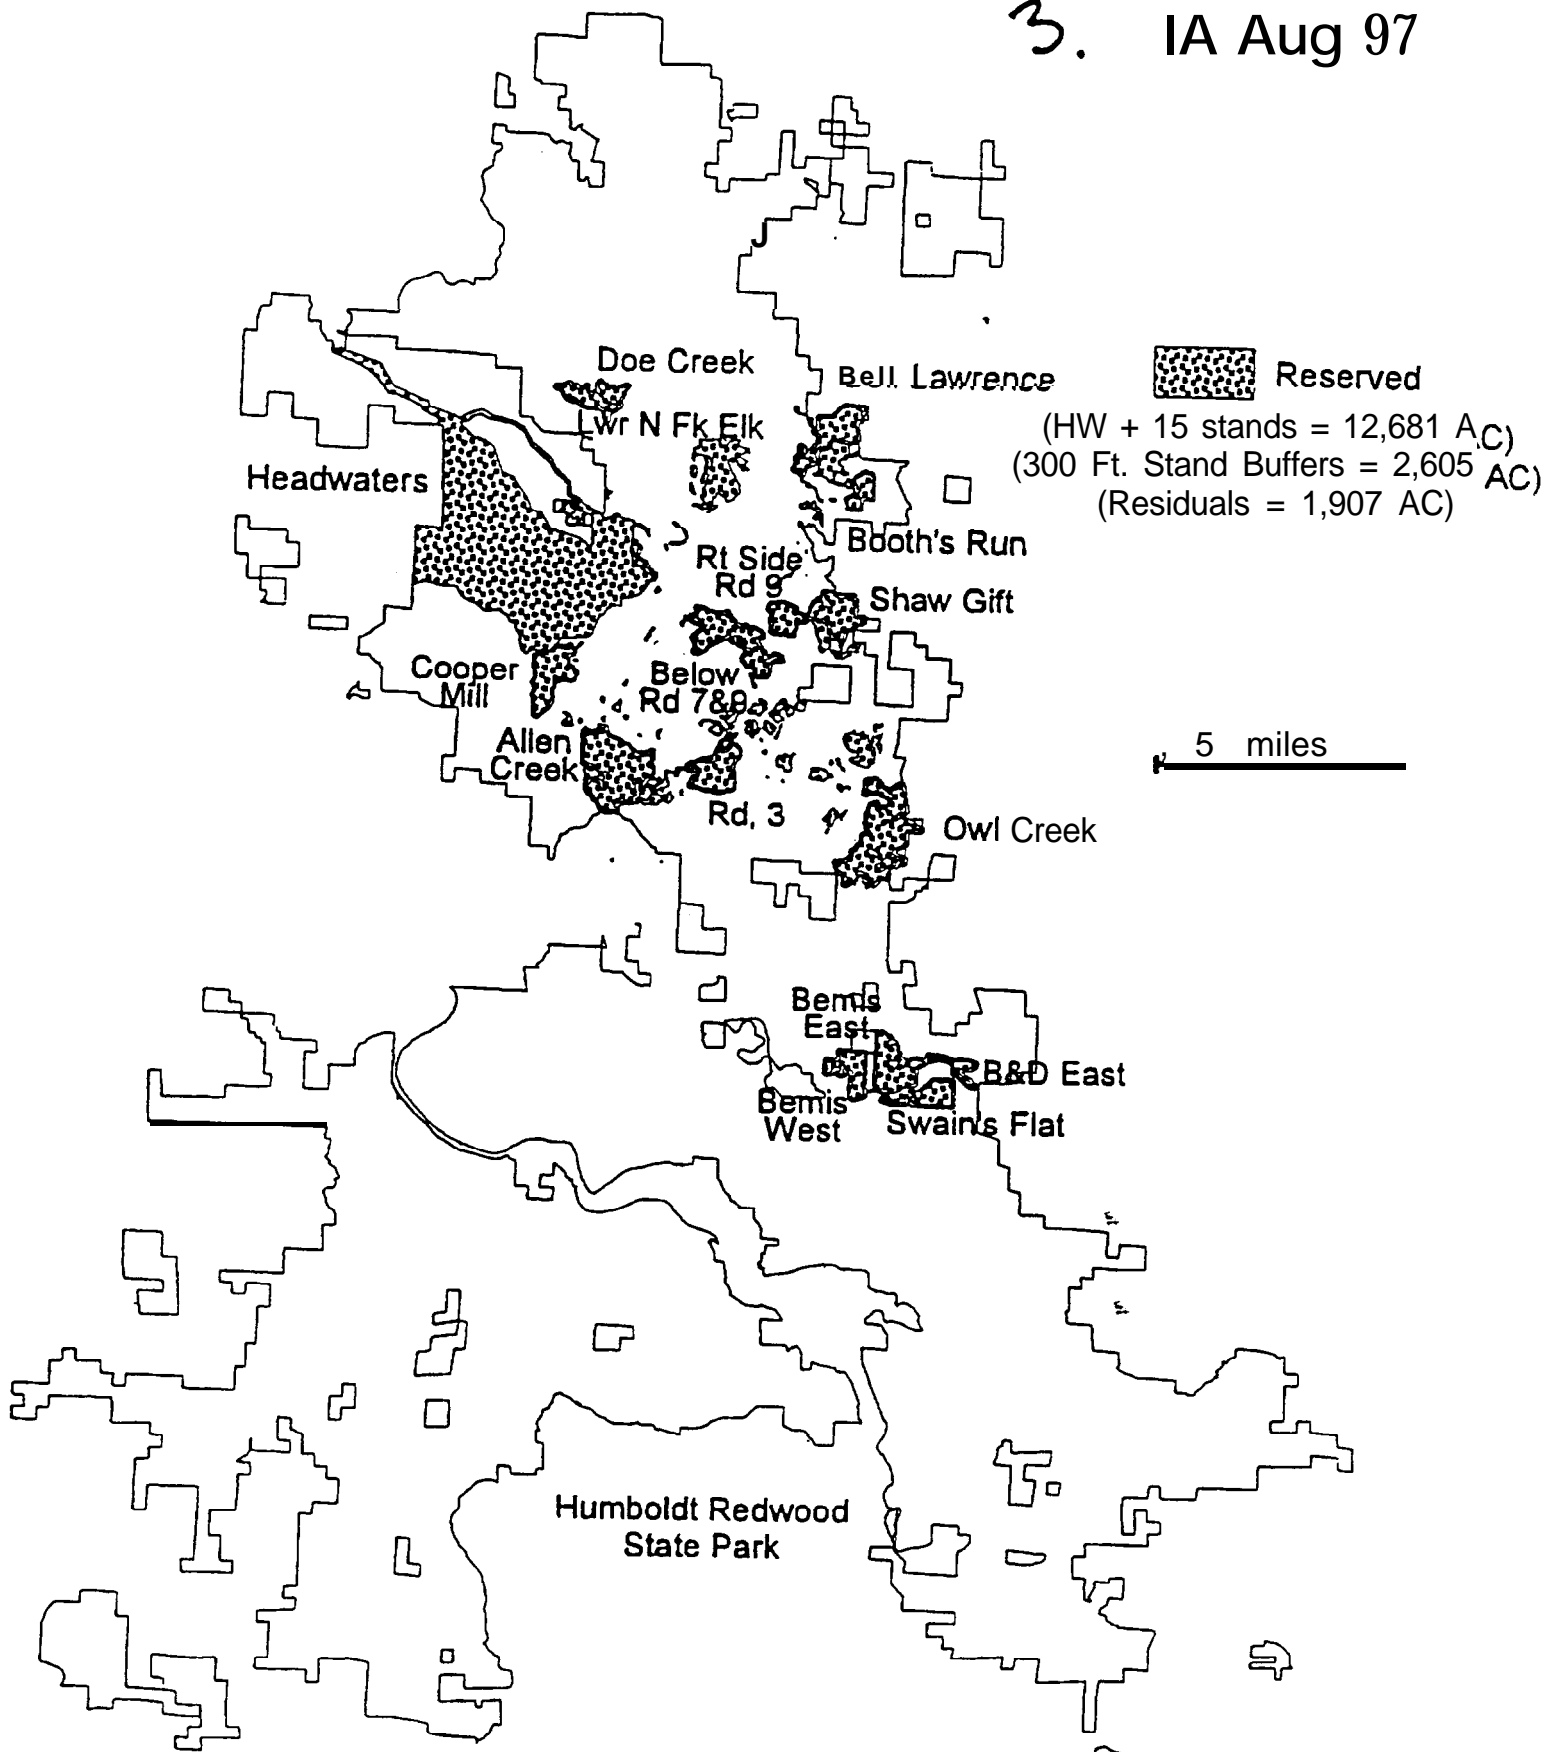 3. IA Aug 97
J
Doe Creek
Bell Lawrence
Reserved
(HW + 15 stands = 12,681 AC)
(300 Ft. Stand Buffers = 2,605 AC)
(Residuals = 1,907 AC)
Lwr N Fk Elk
Headwaters
Booth's Run
Rt Side
Rd 9
Shaw Gift
Cooper
Mill
Below
Rd 7&9
Allen
Creek
5 miles
Rd, 3
Owl Creek
Bemis
East
B&D East
Bemis
West
Swain's Flat
Humboldt Redwood
State Park